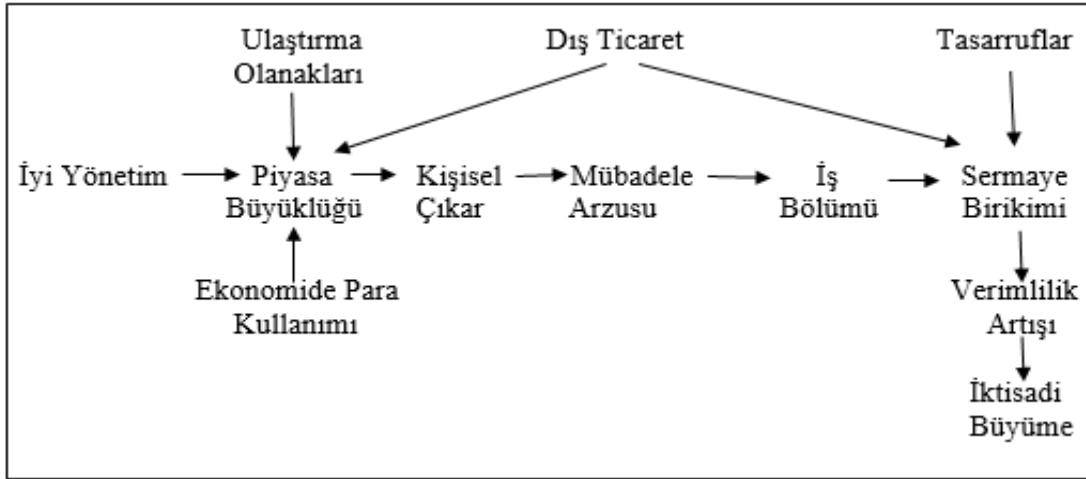 Ulaştırma
Olanakları
Dış Ticaret
Tasarruflar
İyi Yönetim
Piyasa
Büyüklüğü
Kişisel
Çıkar
Mübadele
Arzusu
İş
Bölümü
Sermaye
Birikimi
Ekonomide Para
Kullanımı
Verimlilik
Artışı
İktisadi
Büyüme